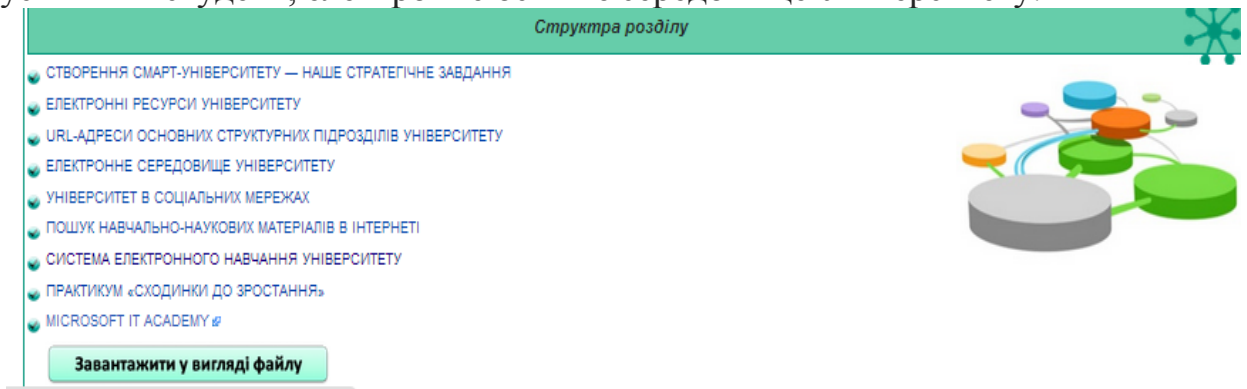 Структра розділу
СТВОРЕННЯ СМАРТ-УНІВЕРСИТЕТУ — НАШЕ СТРАТЕГІЧНЕ ЗАВДАННЯ
ЕЛЕКТРОННІ РЕСУРСИ УНІВЕРСИТЕТУ
URL-АДРЕСИ ОСНОВНИХ СТРУКТУРНИХ ПІДРОЗДІЛІВ УНІВЕРСИТЕТУ
ЕЛЕКТРОННЕ СЕРЕДОВИЩЕ УНІВЕРСИТЕТУ
УНІВЕРСИТЕТ В СОЦІАЛЬНИХ МЕРЕЖАХ
ПОШУК НАВЧАЛЬНО-НАУКОВИХ МАТЕРІАЛІВ В ІНТЕРНЕТІ
СИСТЕМА ЕЛЕКТРОННОГО НАВЧАННЯ УНІВЕРСИТЕТУ
ПРАКТИКУМ «СХОДИНКИ ДО ЗРОСТАННЯ»
MICROSOFT IT ACADEMY
Завантажити у вигляді файлу